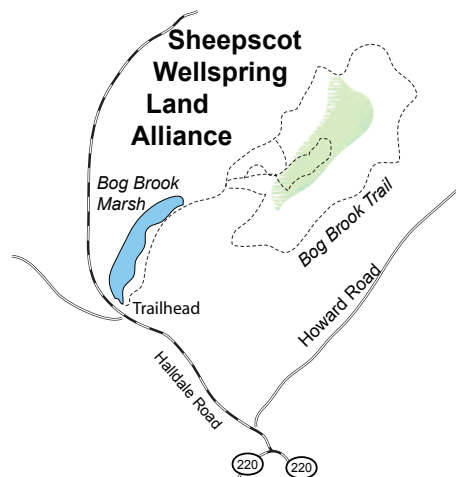 Sheepscot
Wellspring
Land
Alliance
Bog Brook
Marsh
Bog Brook Trail
Trailhead
Howard Road
Halldale Road
220
220